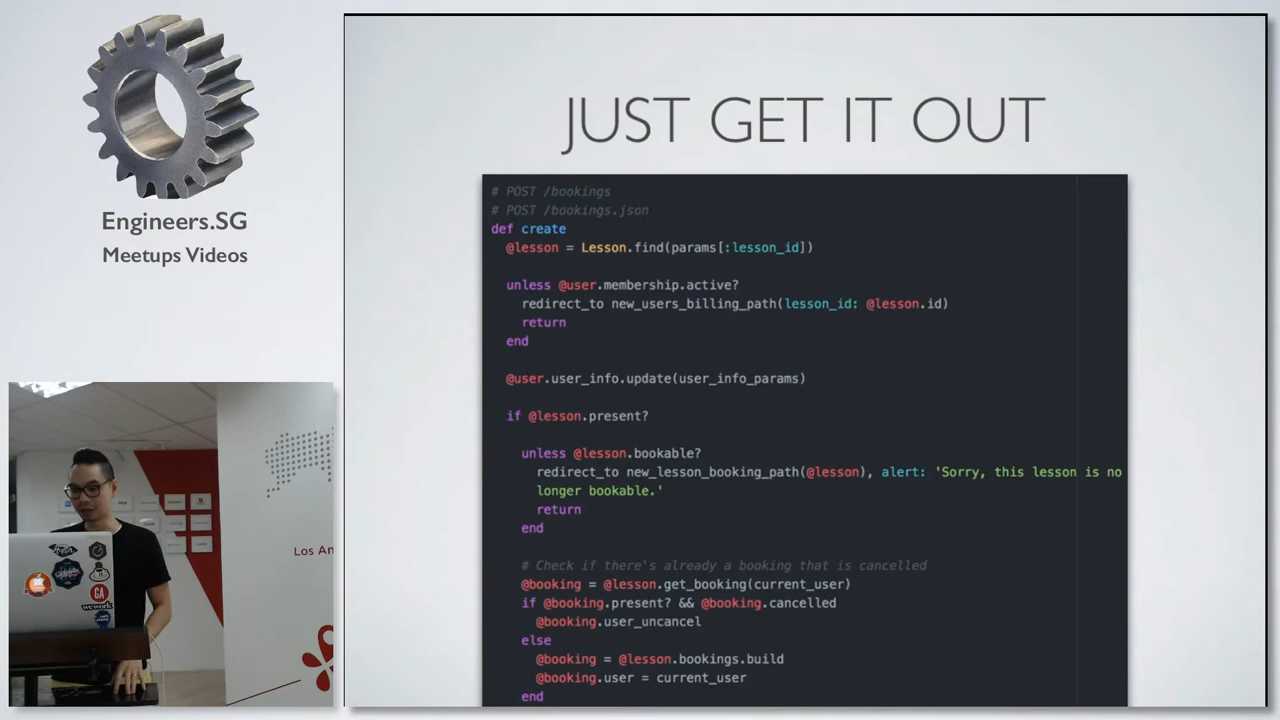 Engineers.SG
Meetups Videos
JUST GET IT OUT
# POST /bookings
# POST /bookings.json
def create
  @lesson = Lesson.find(params[:lesson_id])
  unless @user.membership.active?
    redirect_to new_users_billing_path(lesson_id: @lesson.id)
    return
  end
  @user.user_info.update(user_info_params)
  if @lesson.present?
    unless @lesson.bookable?
      redirect_to new_lesson_booking_path(@lesson), alert: 'Sorry, this lesson is no
      longer bookable.'
      return
    end
    # Check if there's already a booking that is cancelled
    @booking = @lesson.get_booking(current_user)
    if @booking.present? && @booking.cancelled
      @booking.user_uncancel
    else
      @booking = @lesson.bookings.build
      @booking.user = current_user
    end
Los An
GA
wework